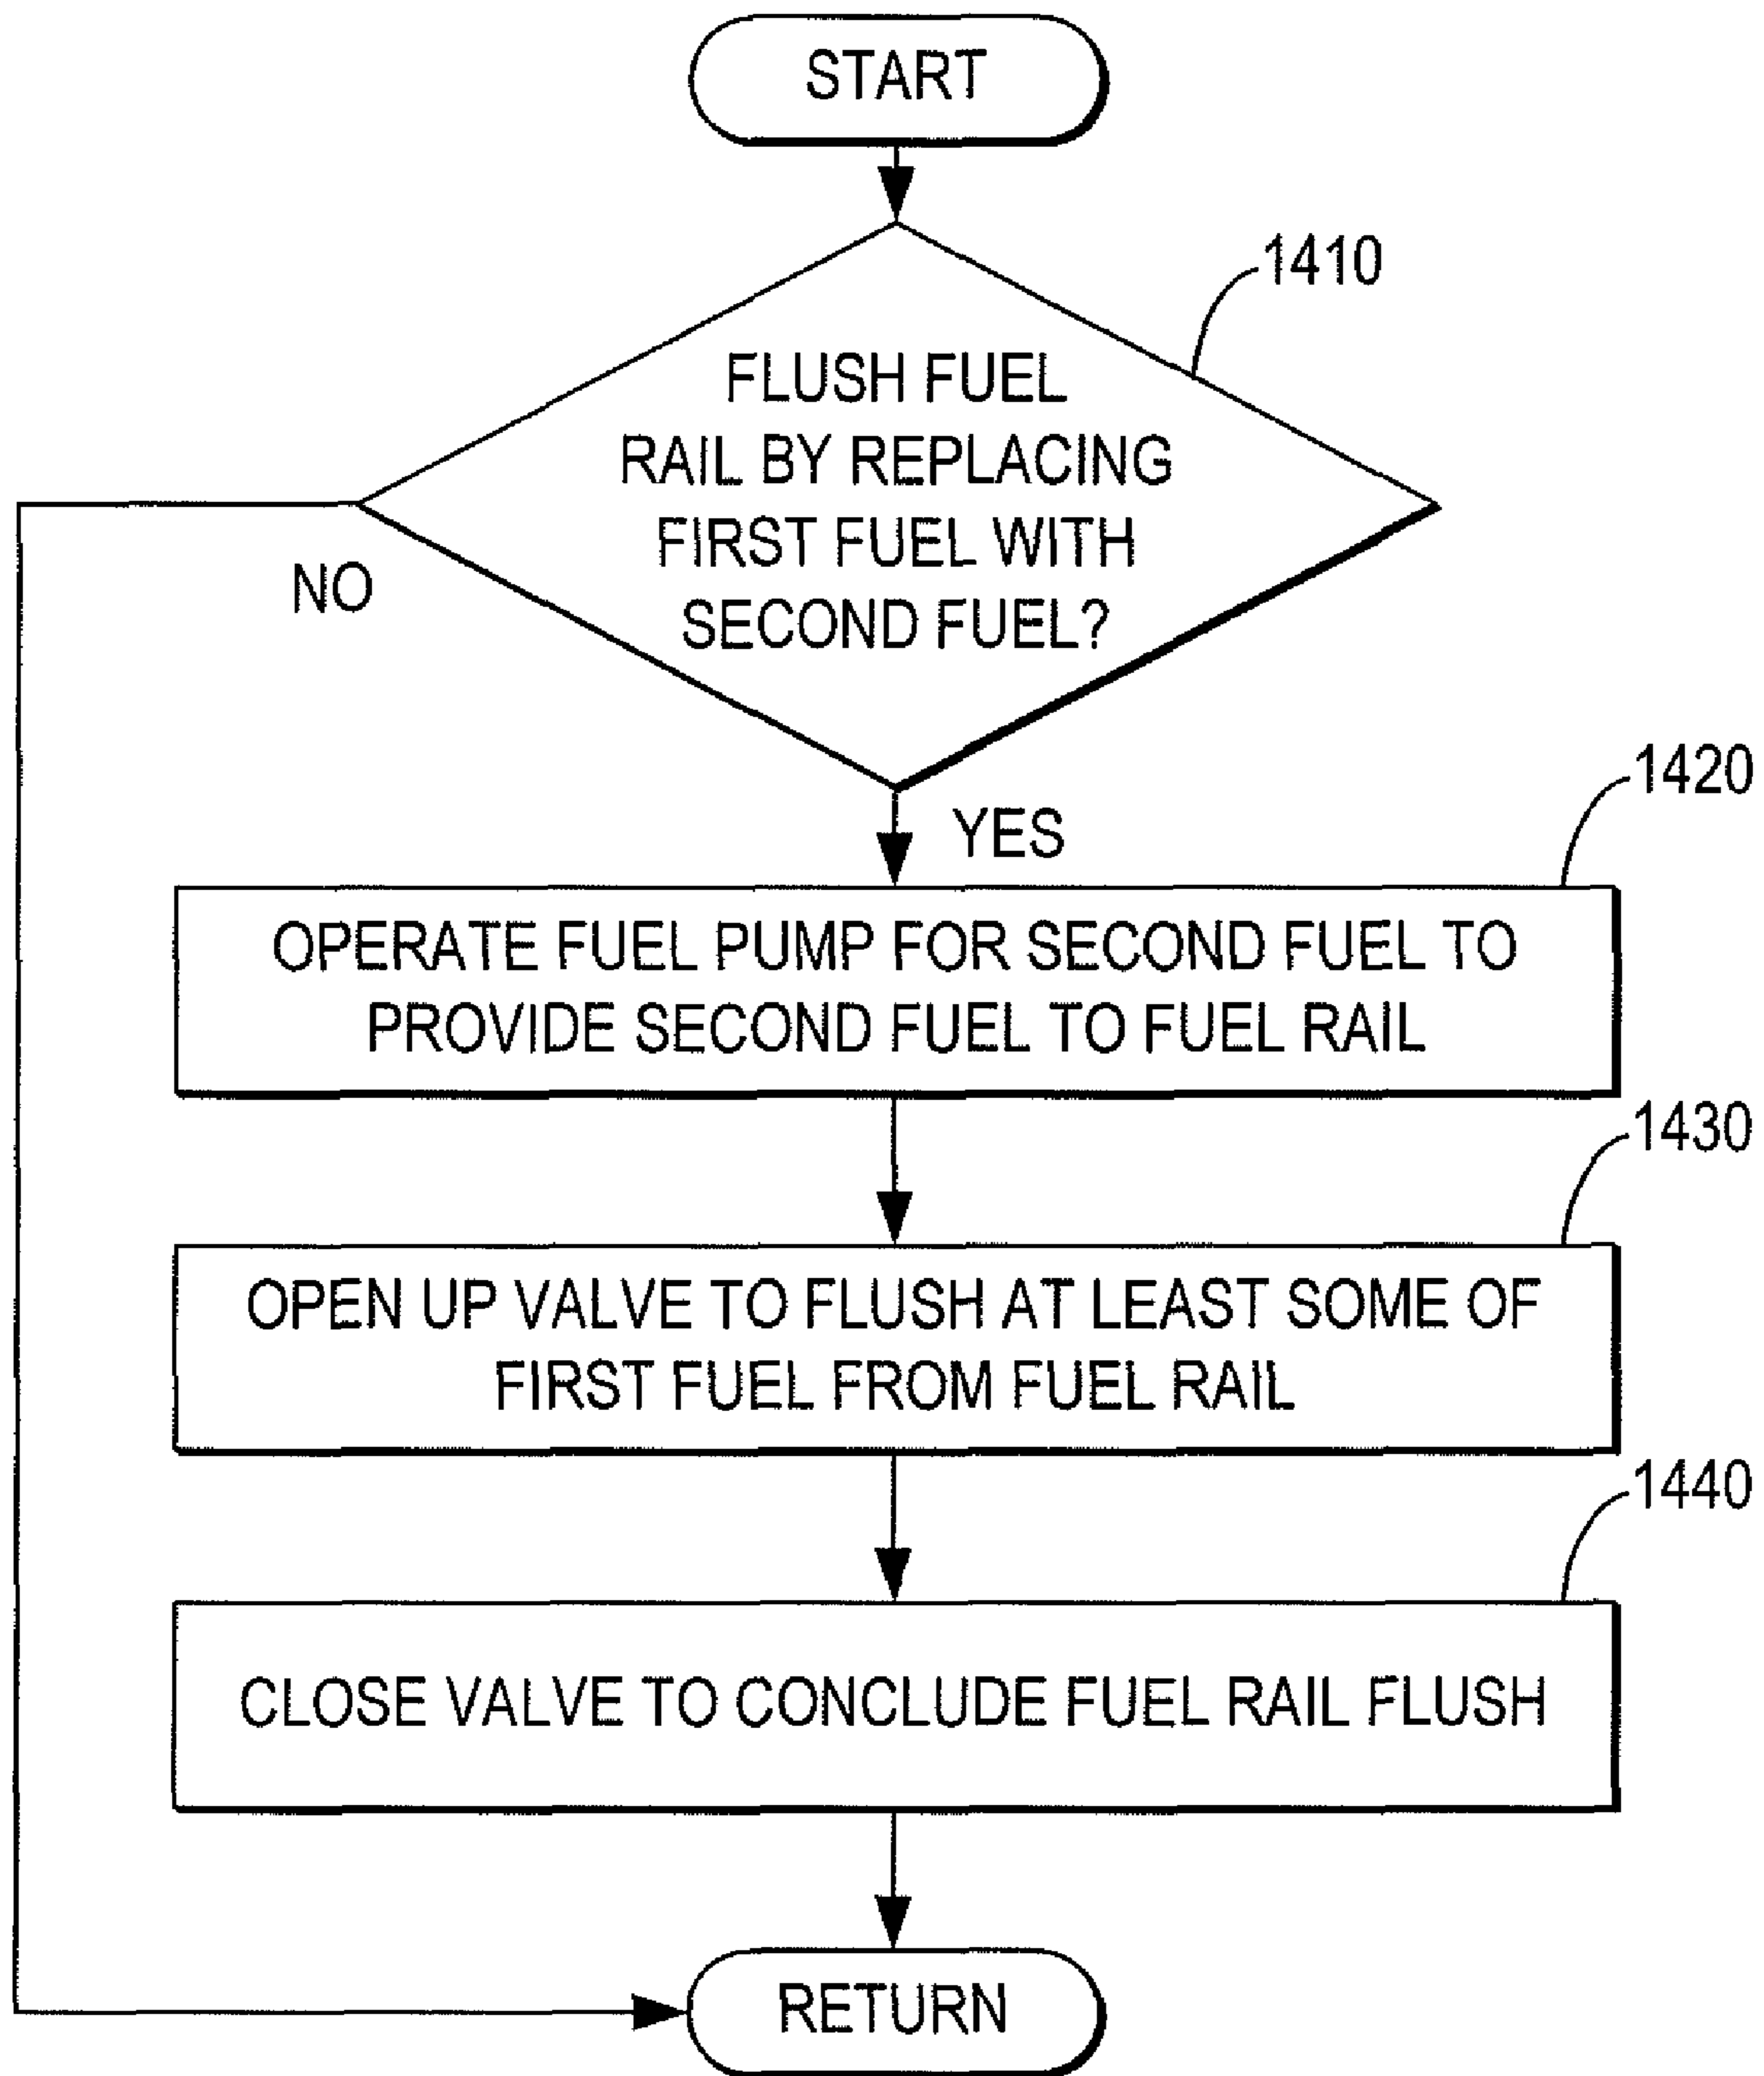 START
1410
FLUSH FUEL
RAIL BY REPLACING
FIRST FUEL WITH
SECOND FUEL?
NO
YES
1420
OPERATE FUEL PUMP FOR SECOND FUEL TO
PROVIDE SECOND FUEL TO FUEL RAIL
1430
OPEN UP VALVE TO FLUSH AT LEAST SOME OF
FIRST FUEL FROM FUEL RAIL
1440
CLOSE VALVE TO CONCLUDE FUEL RAIL FLUSH
RETURN